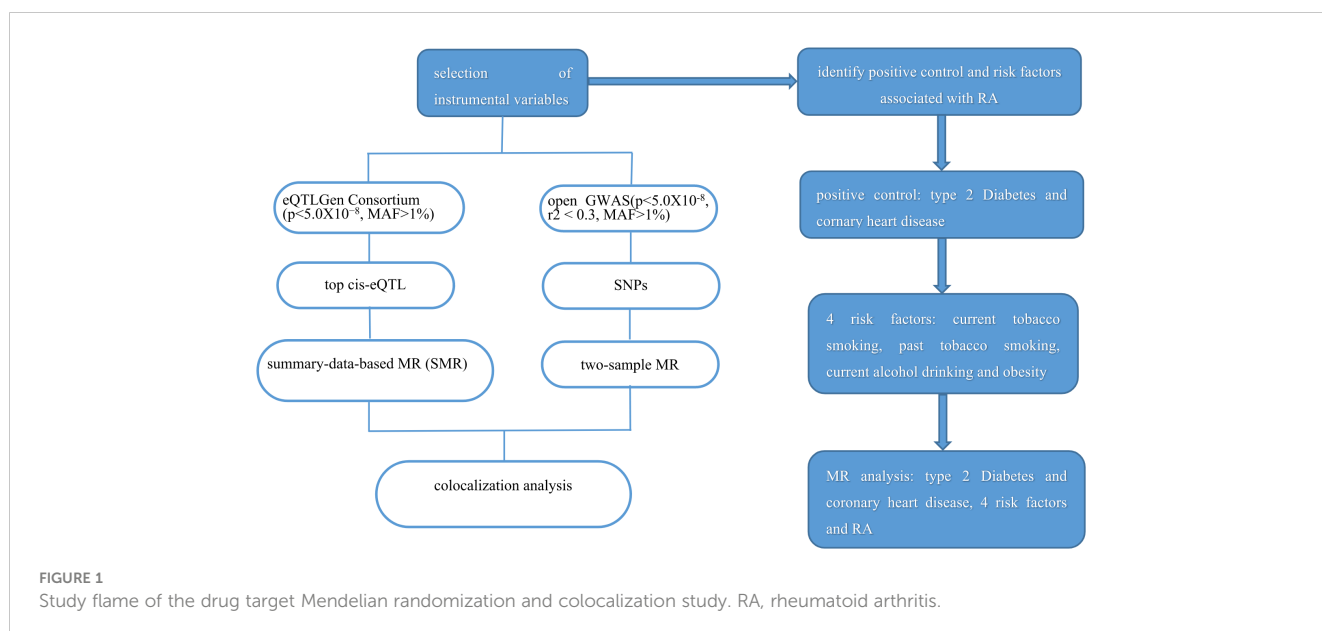 selection of
instrumental variables
identify positive control and risk factors
associated with RA
eQTLGen Consortium
(p<5.0X10⁻⁸, MAF>1%)
open GWAS(p<5.0X10⁻⁸,
r2 < 0.3, MAF>1%)
positive control: type 2 Diabetes and
cornary heart disease
top cis-eQTL
SNPs
4 risk factors: current tobacco
smoking, past tobacco smoking,
current alcohol drinking and obesity
summary-data-based MR (SMR)
two-sample MR
colocalization analysis
MR analysis: type 2 Diabetes and
coronary heart disease, 4 risk factors
and RA
FIGURE 1
Study flame of the drug target Mendelian randomization and colocalization study. RA, rheumatoid arthritis.